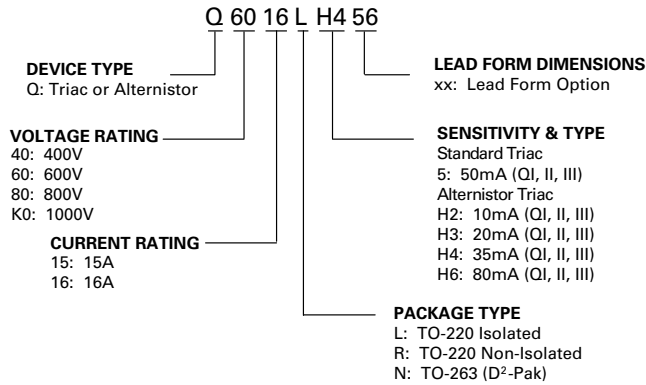 Q 60 16 L H4 56
DEVICE TYPE
Q: Triac or Alternistor
VOLTAGE RATING
40: 400V
60: 600V
80: 800V
K0: 1000V
CURRENT RATING
15: 15A
16: 16A
LEAD FORM DIMENSIONS
xx: Lead Form Option
SENSITIVITY & TYPE
Standard Triac
5: 50mA (QI, II, III)
Alternistor Triac
H2: 10mA (QI, II, III)
H3: 20mA (QI, II, III)
H4: 35mA (QI, II, III)
H6: 80mA (QI, II, III)
PACKAGE TYPE
L: TO-220 Isolated
R: TO-220 Non-Isolated
N: TO-263 (D²-Pak)